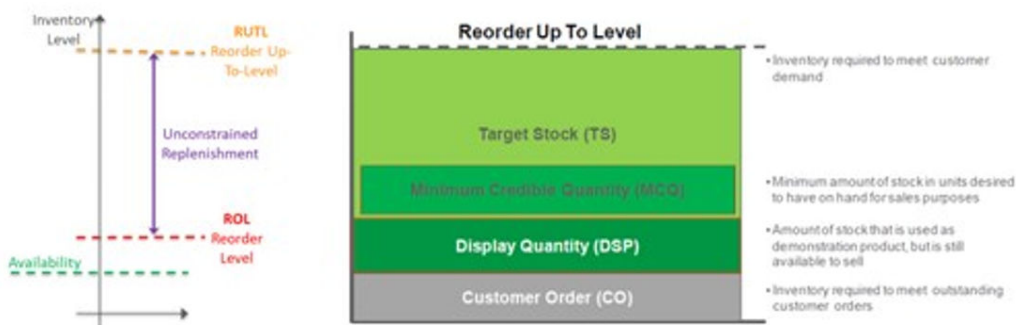 Inventory
Level
RUTL
Reorder Up-
To-Level
Unconstrained
Replenishment
ROL
Reorder
Level
Availability
Reorder Up To Level
Target Stock (TS)
Minimum Credible Quantity (MCQ)
Display Quantity (DSP)
Customer Order (CO)
•Inventory required to meet customer
demand
•Minimum amount of stock in units desired
to have on hand for sales purposes
•Amount of stock that is used as
demonstration product, but is still
available to sell
•Inventory required to meet outstanding
customer orders